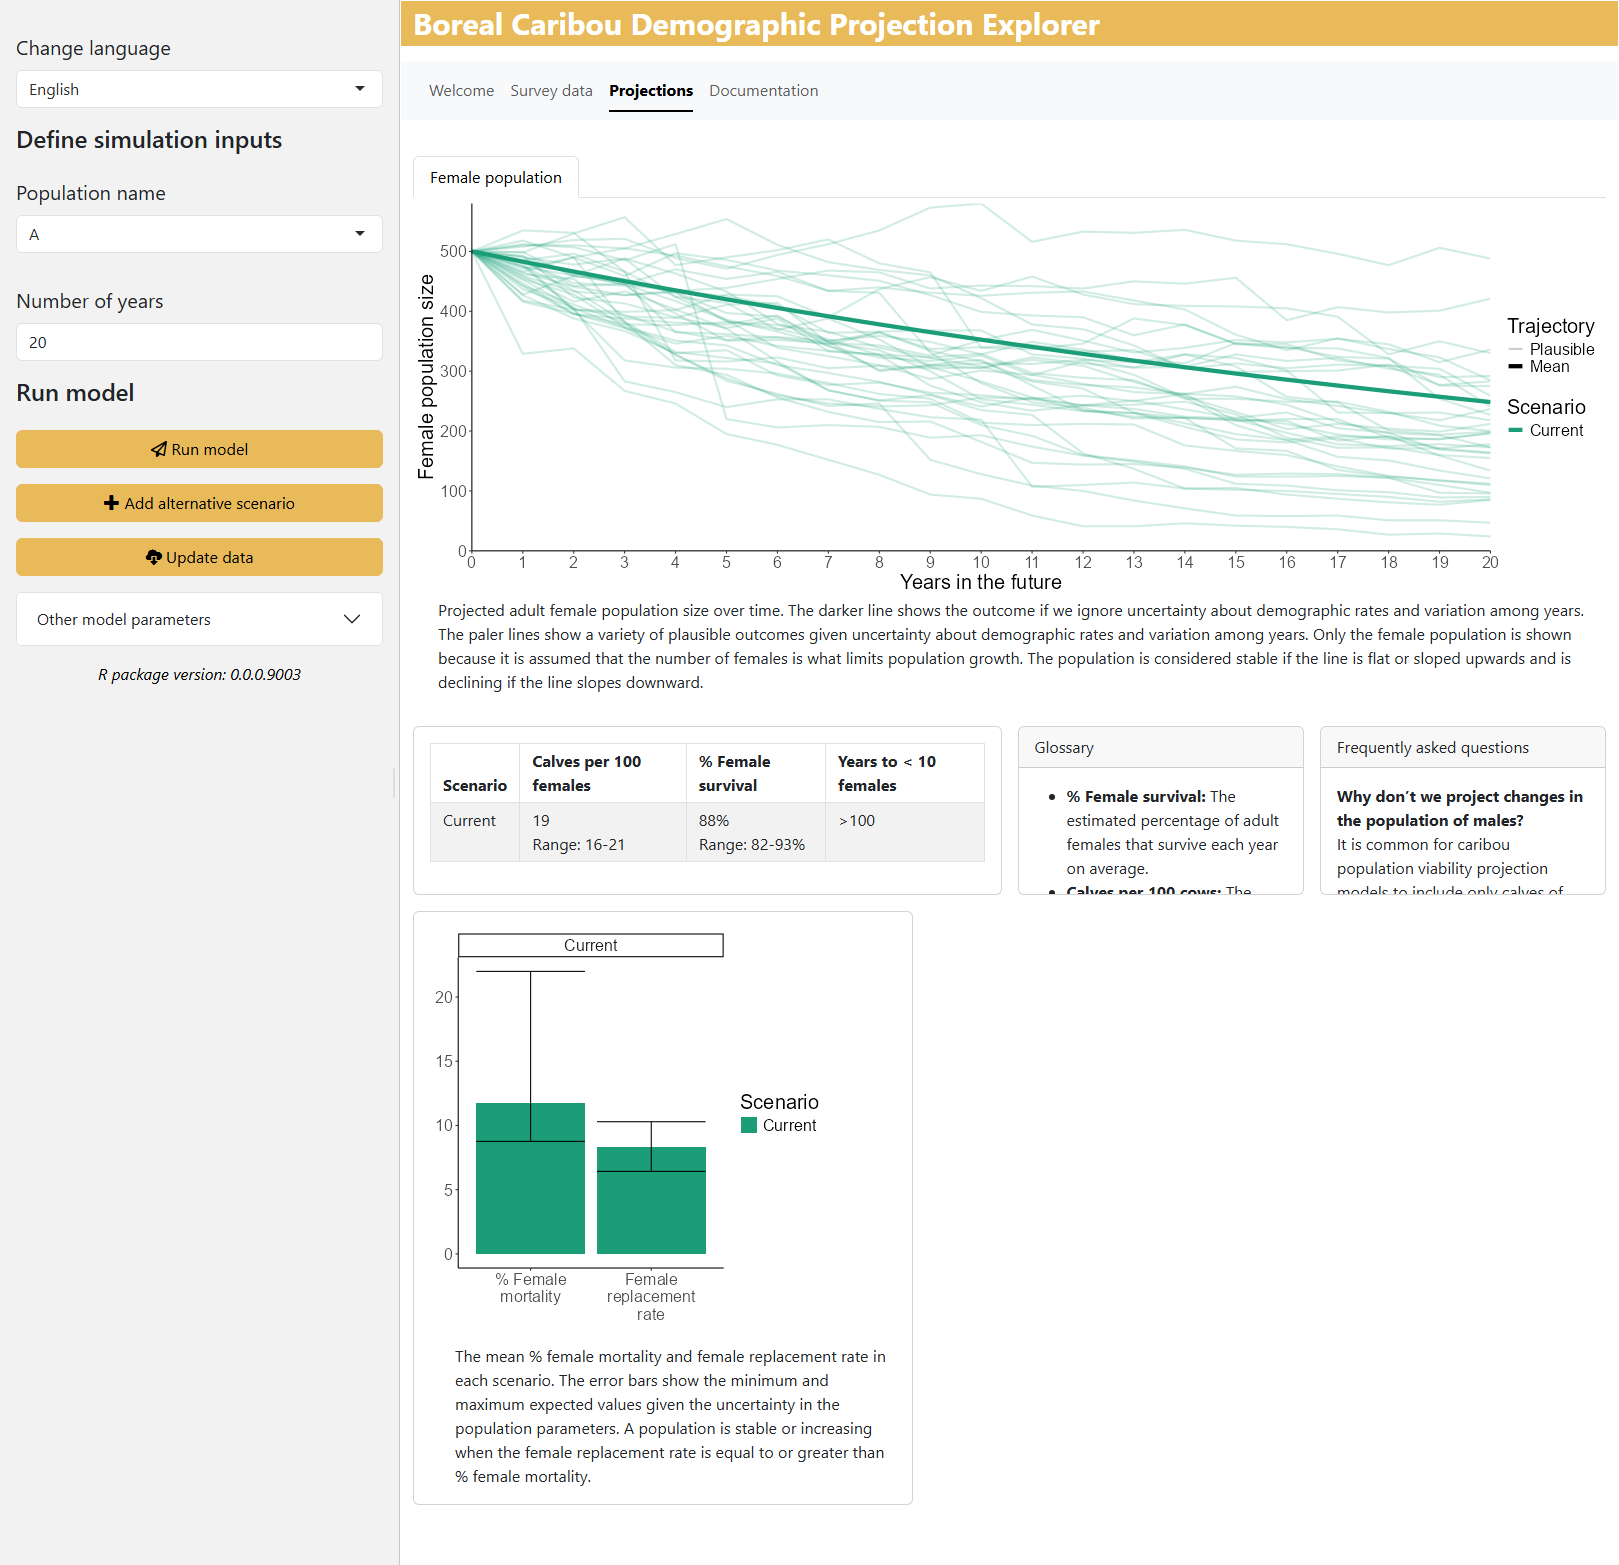 Change language
English
Define simulation inputs
Population name
A
Number of years
20
Run model
Run model
Add alternative scenario
Update data
Other model parameters
R package version: 0.0.0.9003
Boreal Caribou Demographic Projection Explorer
Welcome Survey data Projections Documentation
Female population
Female population size
500
400
300
200
100
0
0 1 2 3 4 5 6 7 8 9 10 11 12 13 14 15 16 17 18 19 20
Years in the future
Trajectory
Plausible
Mean
Scenario
Current
Projected adult female population size over time. The darker line shows the outcome if we ignore uncertainty about demographic rates and variation among years.
The paler lines show a variety of plausible outcomes given uncertainty about demographic rates and variation among years. Only the female population is shown
because it is assumed that the number of females is what limits population growth. The population is considered stable if the line is flat or sloped upwards and is
declining if the line slopes downward.
Scenario Calves per 100 females % Female survival Years to < 10 females
Current 19 88% >100
Range: 16-21 Range: 82-93%
Glossary
• % Female survival: The
estimated percentage of adult
females that survive each year
on average.
• Calves per 100 cows: The
Frequently asked questions
Why don't we project changes in
the population of males?
It is common for caribou
population viability projection
models to include only calves of
Current
20
15
10
5
0
% Female
mortality
Female
replacement
rate
Scenario
Current
The mean % female mortality and female replacement rate in
each scenario. The error bars show the minimum and
maximum expected values given the uncertainty in the
population parameters. A population is stable or increasing
when the female replacement rate is equal to or greater than
% female mortality.